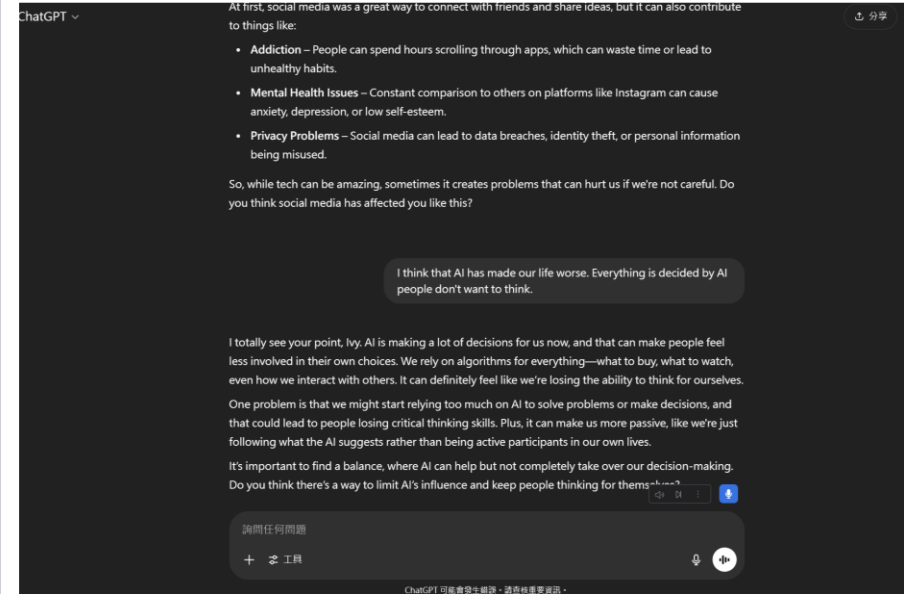 At first, social media was a great way to connect with friends and share ideas, but it can also contribute
ChatGPT
分享
to things like:
• Addiction – People can spend hours scrolling through apps, which can waste time or lead to
unhealthy habits.
• Mental Health Issues – Constant comparison to others on platforms like Instagram can cause
anxiety, depression, or low self-esteem.
• Privacy Problems – Social media can lead to data breaches, identity theft, or personal information
being misused.
So, while tech can be amazing, sometimes it creates problems that can hurt us if we're not careful. Do
you think social media has affected you like this?
I think that AI has made our life worse. Everything is decided by AI
people don't want to think.
I totally see your point, Ivy. AI is making a lot of decisions for us now, and that can make people feel
less involved in their own choices. We rely on algorithms for everything—what to buy, what to watch,
even how we interact with others. It can definitely feel like we're losing the ability to think for ourselves.
One problem is that we might start relying too much on AI to solve problems or make decisions, and
that could lead to people losing critical thinking skills. Plus, it can make us more passive, like we're just
following what the AI suggests rather than being active participants in our own lives.
It's important to find a balance, where AI can help but not completely take over our decision-making.
Do you think there's a way to limit AI's influence and keep people thinking for themselves?
詢問任何問題
工具
ChatGPT 可能會發生錯誤。請查核重要資訊。